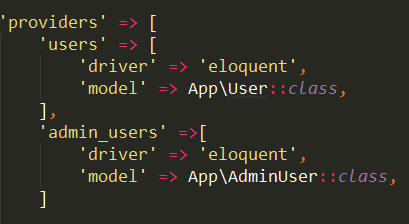 'providers' => [
'users' => [
'driver' => 'eloquent',
'model' => App\User::class,
],
'admin_users' =>[
'driver' => 'eloquent',
'model' => App\AdminUser::class,
]